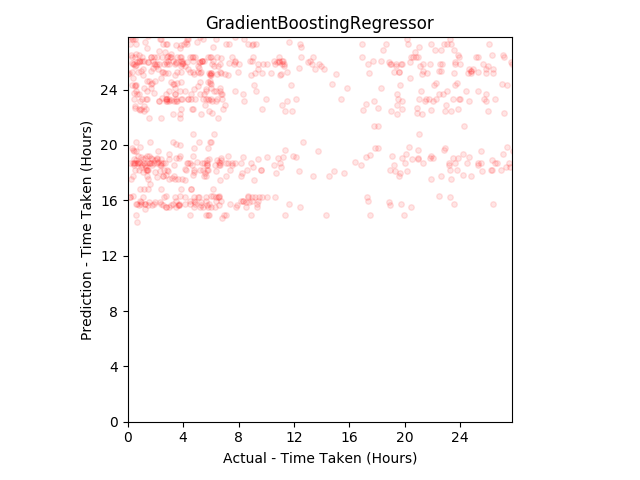 GradientBoostingRegressor
Prediction - Time Taken (Hours)
24
20
16
12
8
4
0
0 4 8 12 16 20 24
Actual - Time Taken (Hours)